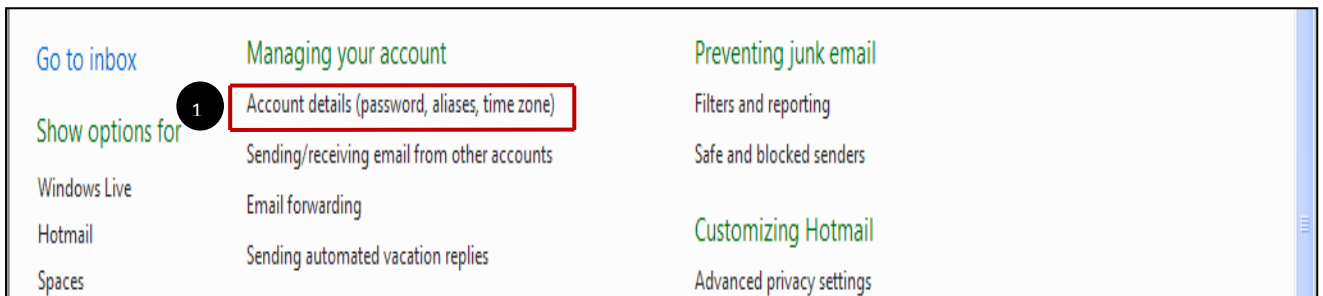 Go to inbox
Show options for
Windows Live
Hotmail
Spaces
1
Managing your account
Account details (password, aliases, time zone)
Sending/receiving email from other accounts
Email forwarding
Sending automated vacation replies
Preventing junk email
Filters and reporting
Safe and blocked senders
Customizing Hotmail
Advanced privacy settings